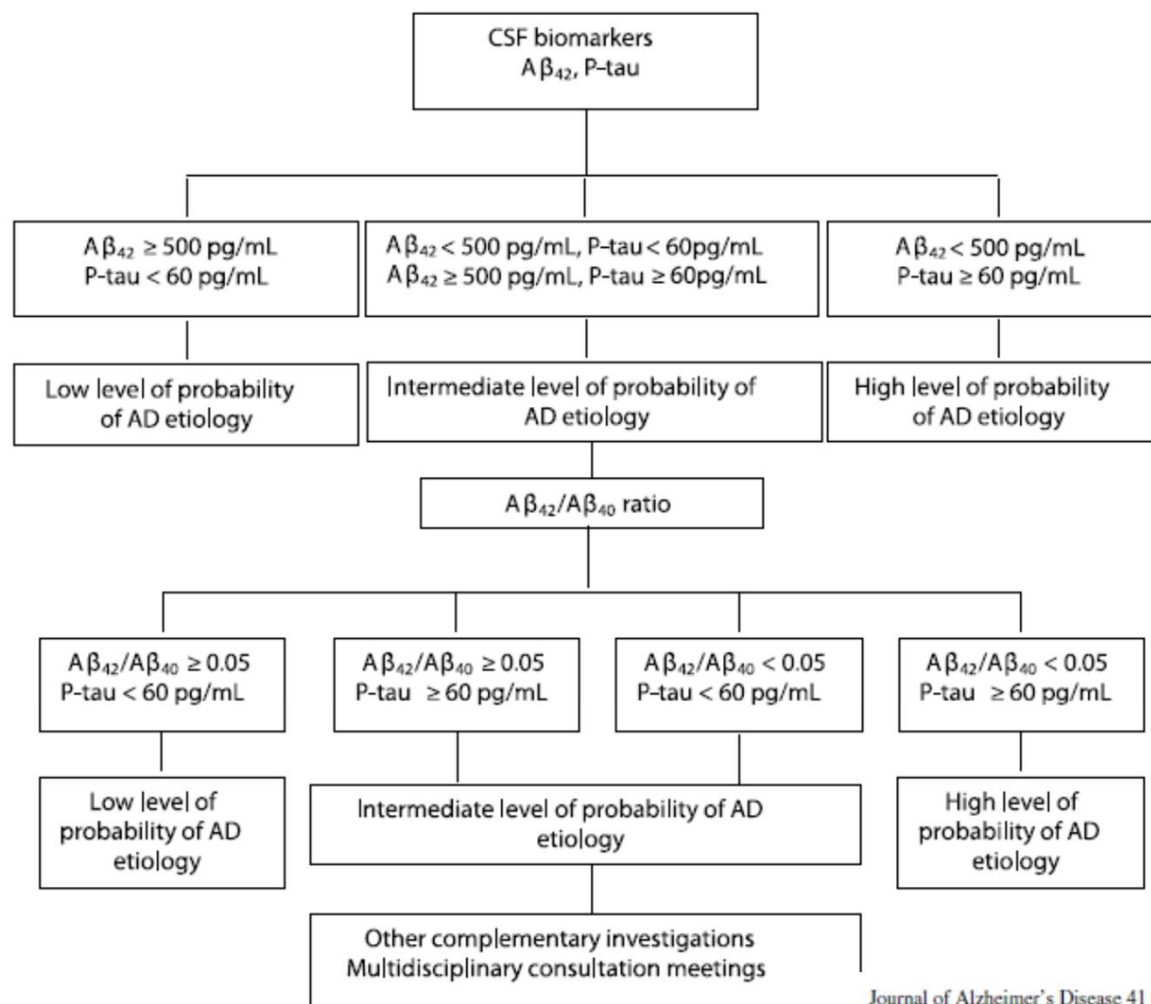 CSF biomarkers
Aβ₄₂, P-tau
Aβ₄₂ ≥ 500 pg/mL
P-tau < 60 pg/mL
Aβ₄₂ < 500 pg/mL, P-tau < 60pg/mL
Aβ₄₂ ≥ 500 pg/mL, P-tau ≥ 60pg/mL
Aβ₄₂ < 500 pg/mL
P-tau ≥ 60 pg/mL
Low level of probability
of AD etiology
Intermediate level of probability of
AD etiology
High level of probability
of AD etiology
Aβ₄₂/Aβ₄₀ ratio
Aβ₄₂/Aβ₄₀ ≥ 0.05
P-tau < 60 pg/mL
Aβ₄₂/Aβ₄₀ ≥ 0.05
P-tau ≥ 60 pg/mL
Aβ₄₂/Aβ₄₀ < 0.05
P-tau < 60 pg/mL
Aβ₄₂/Aβ₄₀ < 0.05
P-tau ≥ 60 pg/mL
Low level of
probability of AD
etiology
Intermediate level of probability of AD
etiology
High level of
probability of AD
etiology
Other complementary investigations
Multidisciplinary consultation meetings
Journal of Alzheimer's Disease 41